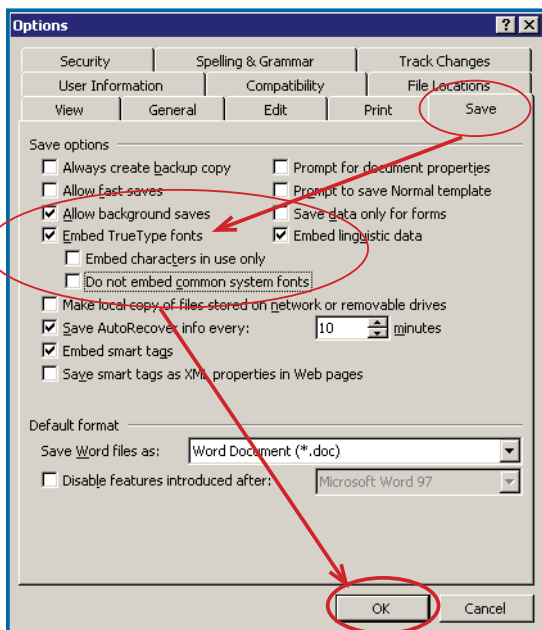 Options
Security Spelling & Grammar Track Changes
User Information Compatibility File Locations
View General Edit Print Save
Save options
Always create backup copy Prompt for document properties
Allow fast saves Prompt to save Normal template
Allow background saves Save data only for forms
Embed TrueType fonts Embed linguistic data
Embed characters in use only
Do not embed common system fonts
Make local copy of files stored on network or removable drives
Save AutoRecover info every: 10 minutes
Embed smart tags
Save smart tags as XML properties in Web pages
Default format
Save Word files as: Word Document (*.doc)
Disable features introduced after: Microsoft Word 97
OK Cancel